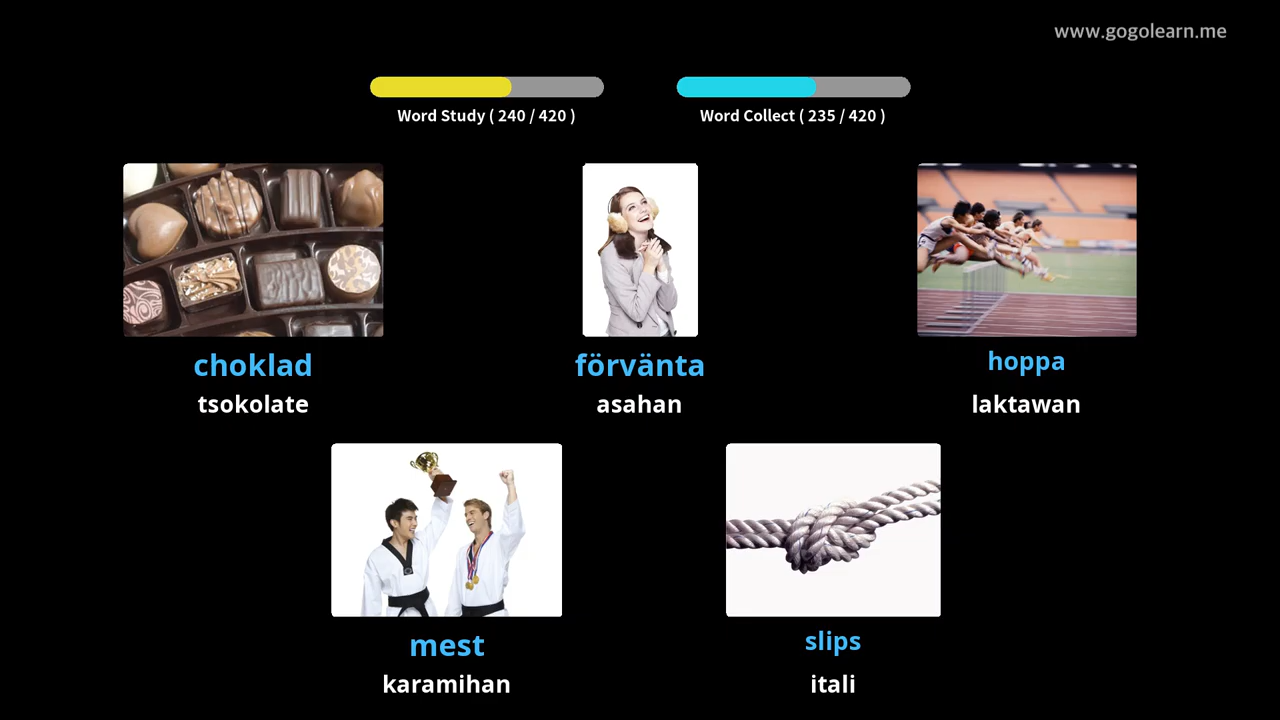 www.gogolearn.me
Word Study ( 240 / 420 )
Word Collect ( 235 / 420 )
choklad
tsokolate
förvänta
asahan
hoppa
laktawan
mest
karamihan
slips
itali